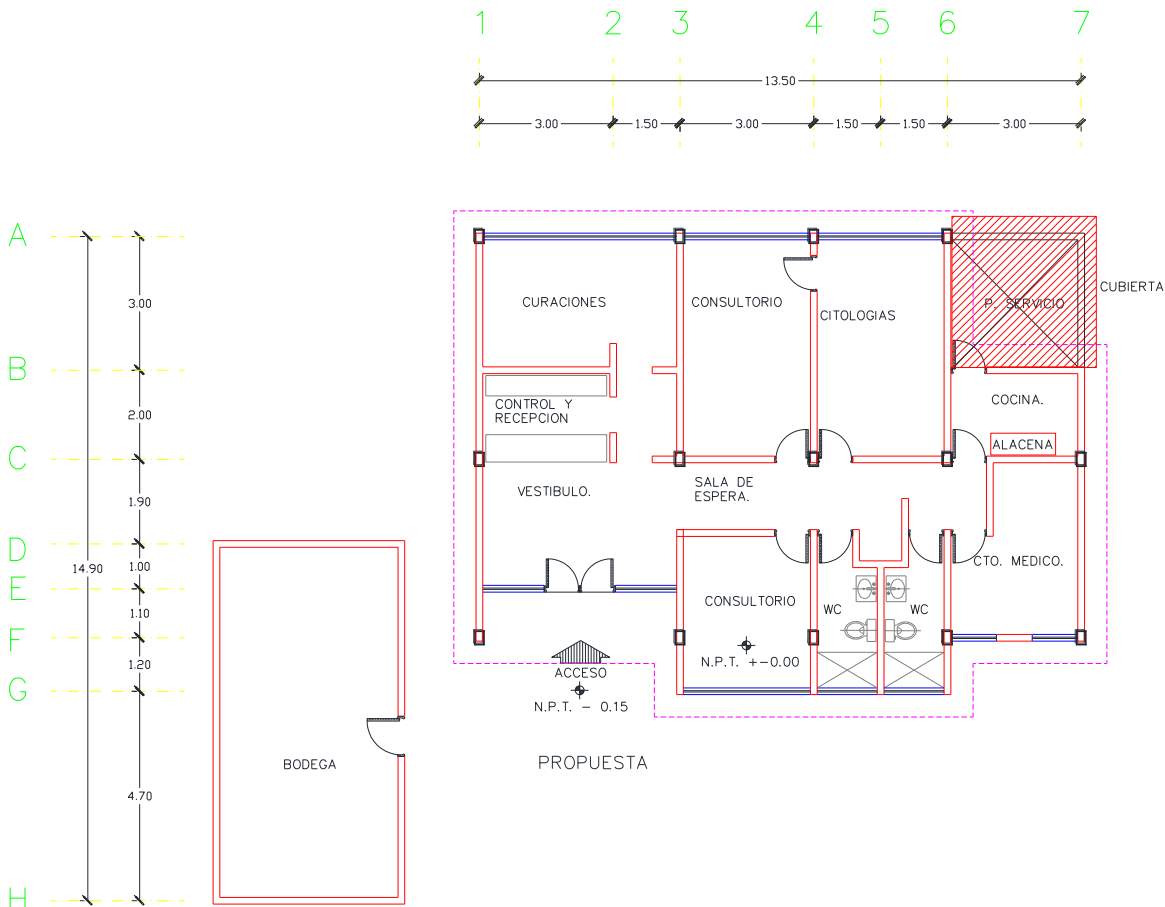 1 2 3 4 5 6 7
13.50
3.00 1.50 3.00 1.50 1.50 3.00
A
B
C
D
E
F
G
H
3.00
2.00
1.90
1.00
1.10
1.20
4.70
14.90
CURACIONES
CONSULTORIO
CITOLOGIAS
P. SERVICIO
CUBIERTA
CONTROL Y
RECEPCION
COCINA.
ALACENA
VESTIBULO.
SALA DE
ESPERA.
CTO. MEDICO.
CONSULTORIO
WC
WC
N.P.T. +-0.00
ACCESO
N.P.T. - 0.15
BODEGA
PROPUESTA